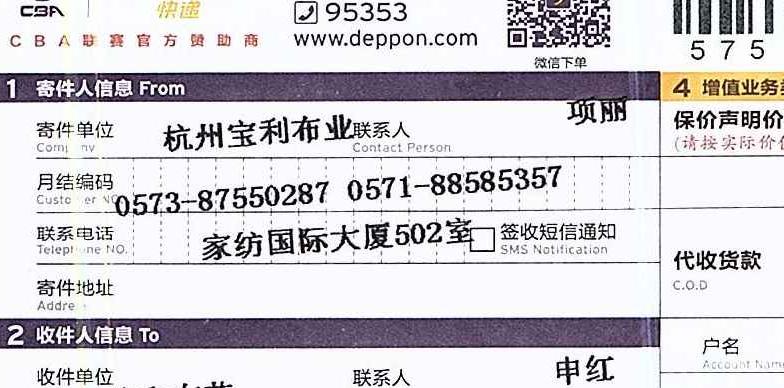 CBA 快递 95353
CBA联赛官方赞助商 www.deppon.com
微信下单
575
1 寄件人信息 From
4 增值业务
寄件单位 杭州宝利布业 联系人 项丽
Company Contact Person
保价声明价
(请按实际价
月结编码
Customer NO. 0573-87550287 0571-88585357
联系电话 家纺国际大厦502室 签收短信通知
Telephone NO. SMS Notification
代收货款
C.O.D
寄件地址
Addre
2 收件人信息 To
户名
Account Name
收件单位 联系人 申红